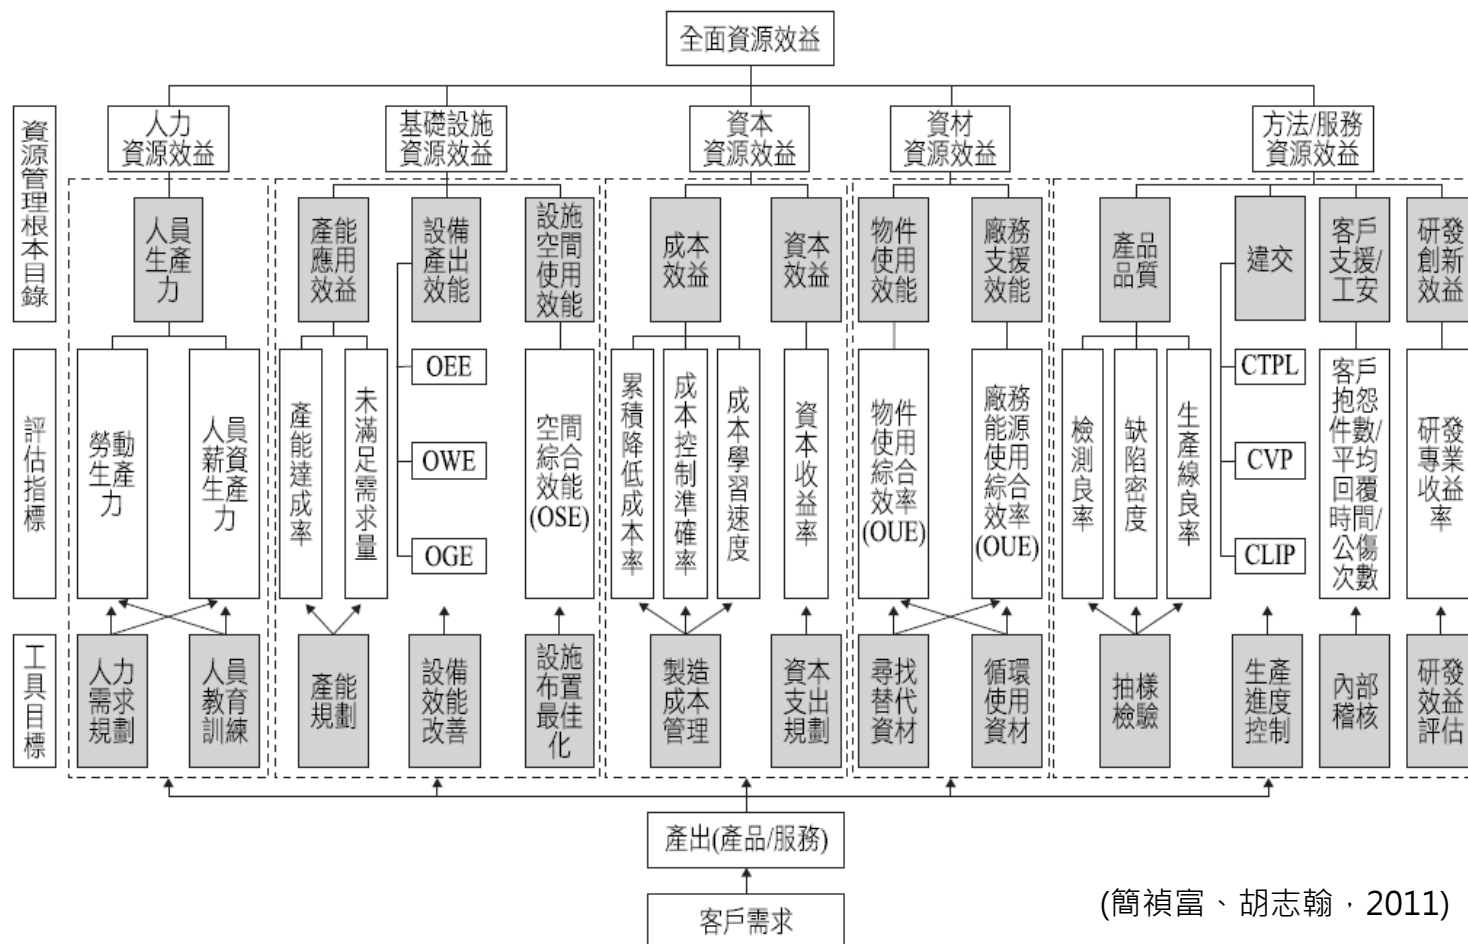 全面資源效益
資源管理根本目錄
人力
資源效益
基礎設施
資源效益
資本
資源效益
資材
資源效益
方法/服務
資源效益
人員
生產
力
產能
應用
效益
設備
產出
效能
設施
空間
使用
效能
成本
效益
資本
效益
物件
使用
效能
廠務
支援
效能
產品
品質
違交
客戶
支援/
工安
研發
創新
效益
評估指標
勞動
生產
力
人員
薪資
生產
力
產能達成率
未滿足需求量
OEE
OWE
OGE
空間
綜合
效能
(OSE)
累積降低成本率
成本控制準確率
成本學習速度
資本收益率
物件
使用
綜合
效率
(OUE)
廠務
能源
使用
綜合
效率
(OUE)
檢測良率
缺陷密度
生產線良率
CTPL
CVP
CLIP
客戶
抱怨
件數/
平均
回覆
時間/
公傷
次數
研發
專業
收益
率
工具目標
人力
需求
規劃
人員
教育
訓練
產能
規劃
設備
效能
改善
設施
布置
最佳
化
製造
成本
管理
資本
支出
規劃
尋找
替代
資材
循環
使用
資材
抽樣
檢驗
生產
進度
控制
內部
稽核
研發
效益
評估
產出(產品/服務)
客戶需求
(簡禎富、胡志翰，2011)